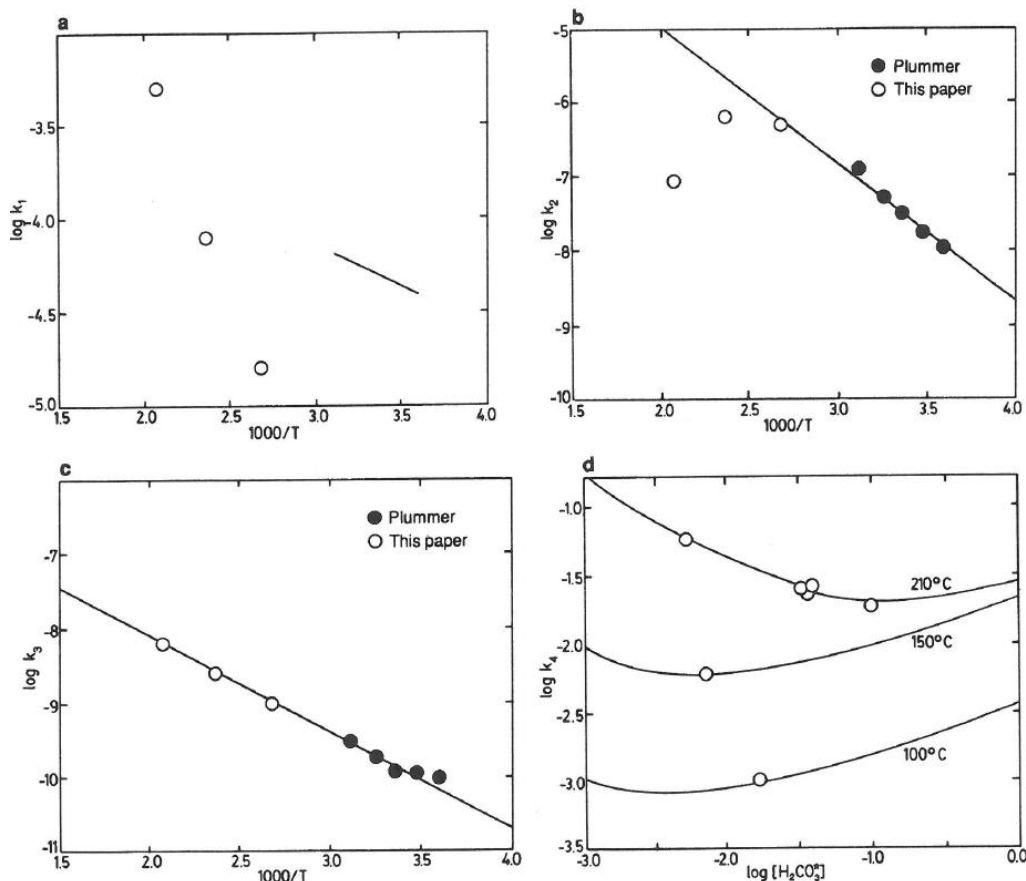 a
-3.5
-4.0
-4.5
-5.0
log k₁
1.5 2.0 2.5 3.0 3.5 4.0
1000/T
b
-5
-6
-7
-8
-9
-10
log k₂
Plummer
This paper
1.5 2.0 2.5 3.0 3.5 4.0
1000/T
c
-7
-8
-9
-10
-11
log k₃
Plummer
This paper
1.5 2.0 2.5 3.0 3.5 4.0
1000/T
d
-1.0
-1.5
-2.0
-2.5
-3.0
-3.5
log k₄
210°C
150°C
100°C
-3.0 -2.0 -1.0 0.0
log [H₂CO₃*]